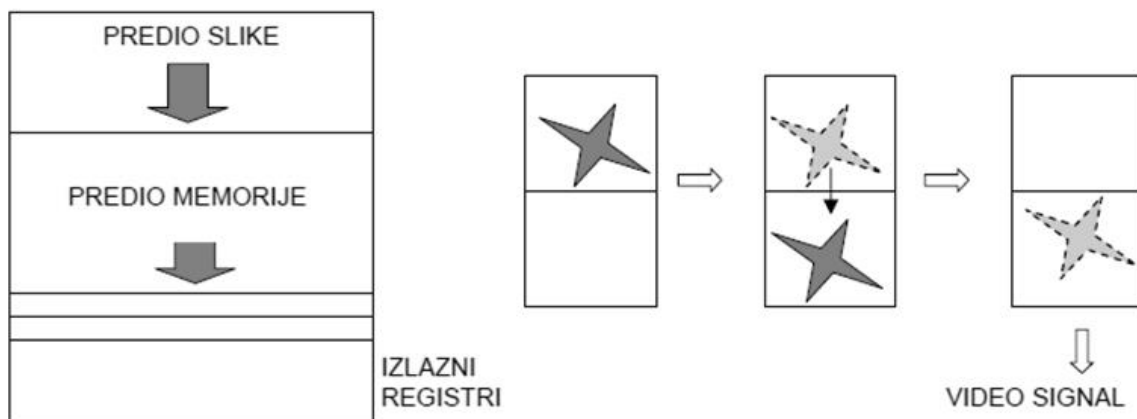 PREDIO SLIKE
PREDIO MEMORIJE
IZLAZNI
REGISTRI
VIDEO SIGNAL